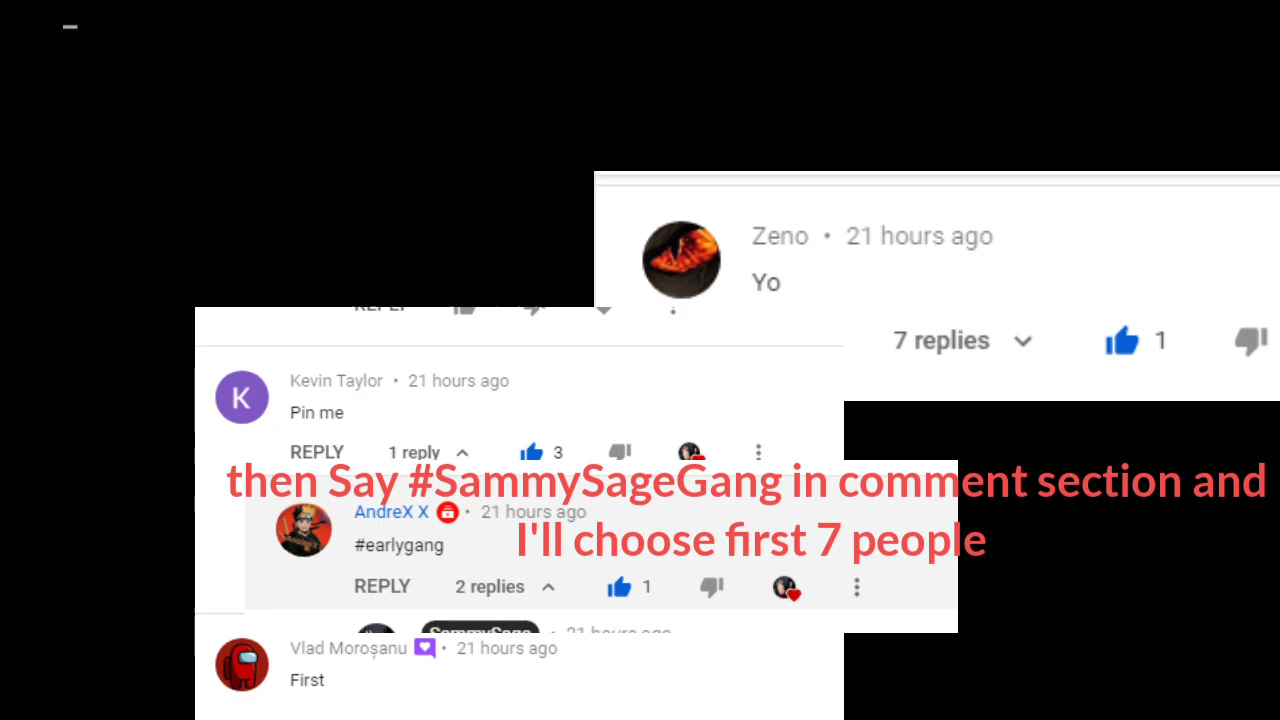 Zeno • 21 hours ago
Yo
7 replies 1
REPLY
K
Kevin Taylor • 21 hours ago
Pin me
REPLY 1 reply 3
then Say #SammySageGang in comment section and
I'll choose first 7 people
AndreX X • 21 hours ago
#earlygang
REPLY 2 replies 1
SammySage • 21 hours ago
Vlad Moroșanu • 21 hours ago
First